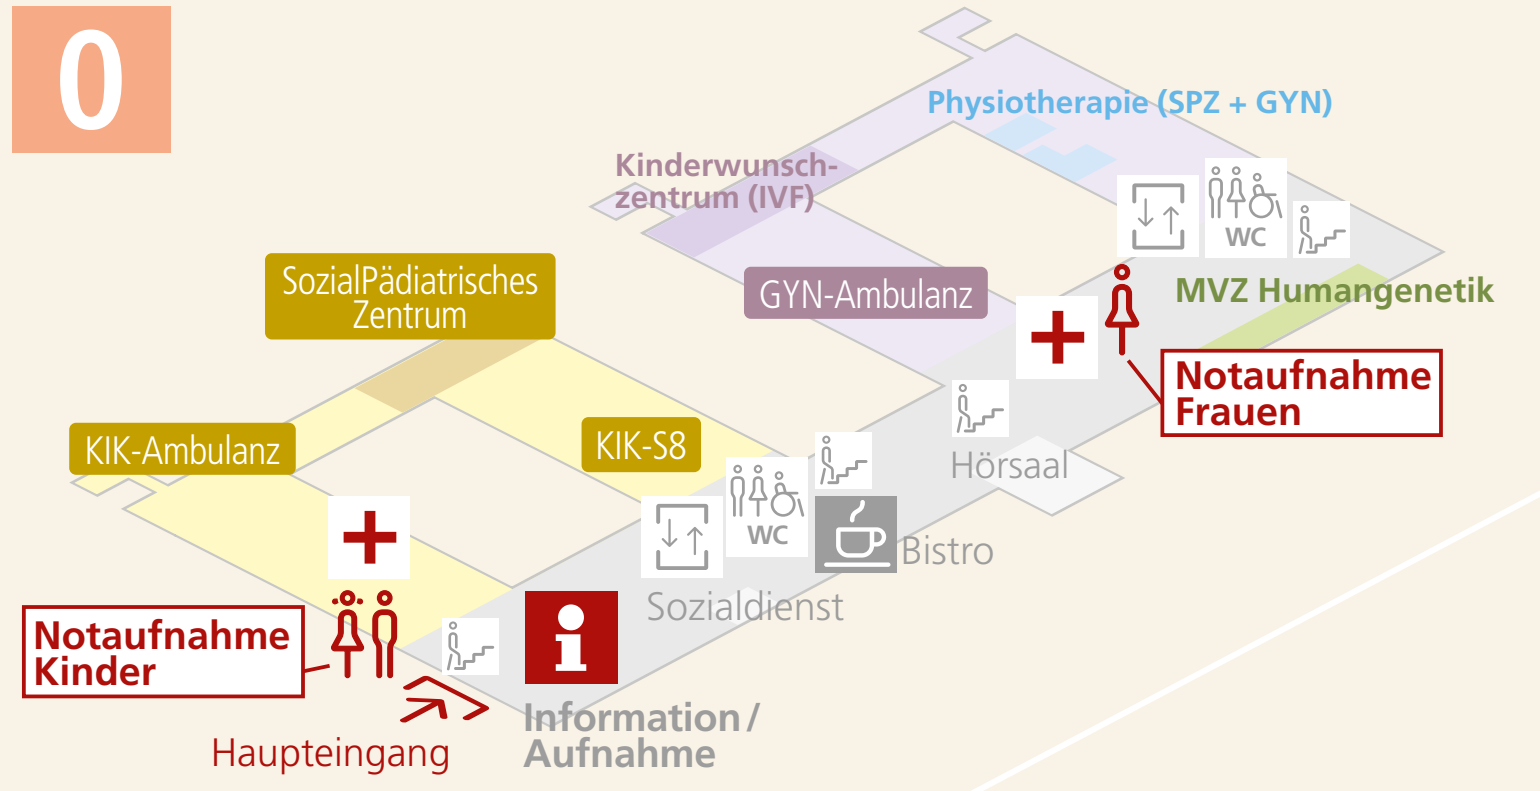 0
Physiotherapie (SPZ + GYN)
Kinderwunsch-
zentrum (IVF)
WC
SozialPädiatrisches
Zentrum
GYN-Ambulanz
MVZ Humangenetik
Notaufnahme
Frauen
KIK-Ambulanz
KIK-S8
Hörsaal
WC
Bistro
Sozialdienst
Notaufnahme
Kinder
i
Information /
Aufnahme
Haupteingang